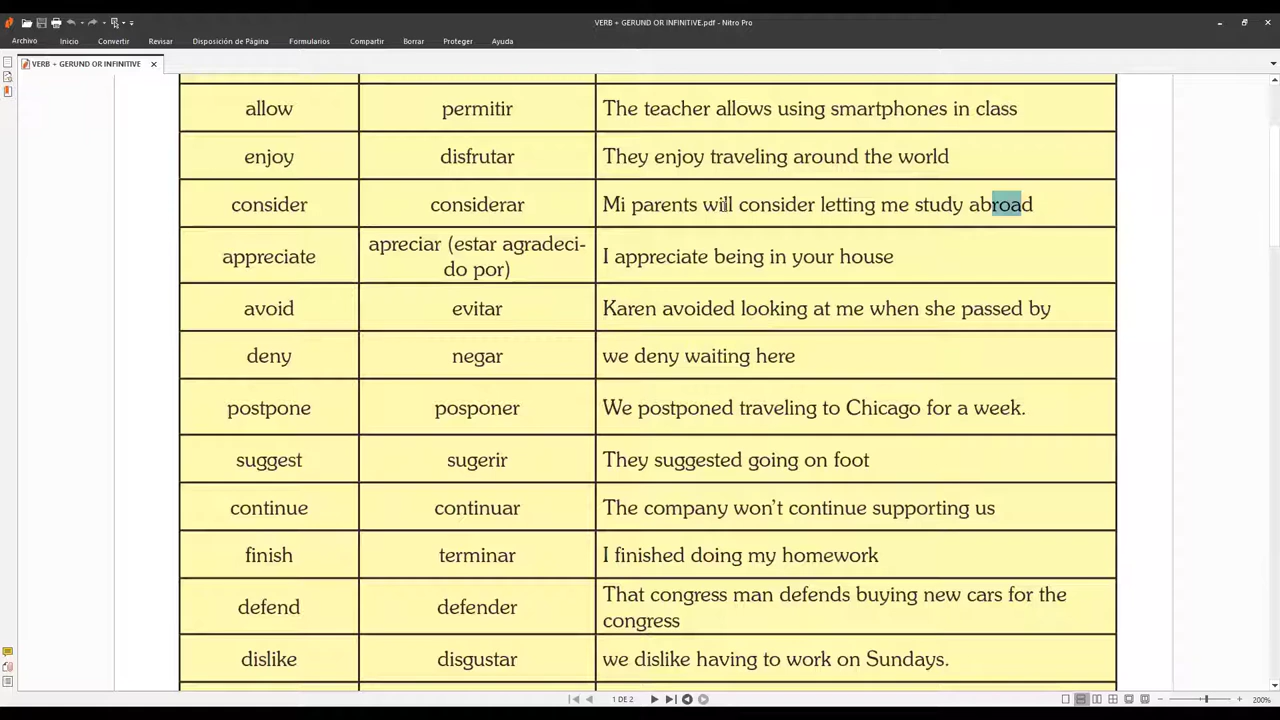 VERB + GERUND OR INFINITIVE.pdf - Nitro Pro
Archivo Inicio Convertir Revisar Disposición de Página Formularios Compartir Borrar Proteger Ayuda
VERB + GERUND OR INFINITIVE
allow permitir The teacher allows using smartphones in class
enjoy disfrutar They enjoy traveling around the world
consider considerar Mi parents will consider letting me study abroad
appreciate apreciar (estar agradeci-
do por) I appreciate being in your house
avoid evitar Karen avoided looking at me when she passed by
deny negar we deny waiting here
postpone posponer We postponed traveling to Chicago for a week.
suggest sugerir They suggested going on foot
continue continuar The company won't continue supporting us
finish terminar I finished doing my homework
defend defender That congress man defends buying new cars for the
congress
dislike disgustar we dislike having to work on Sundays.
1 DE 2
200%